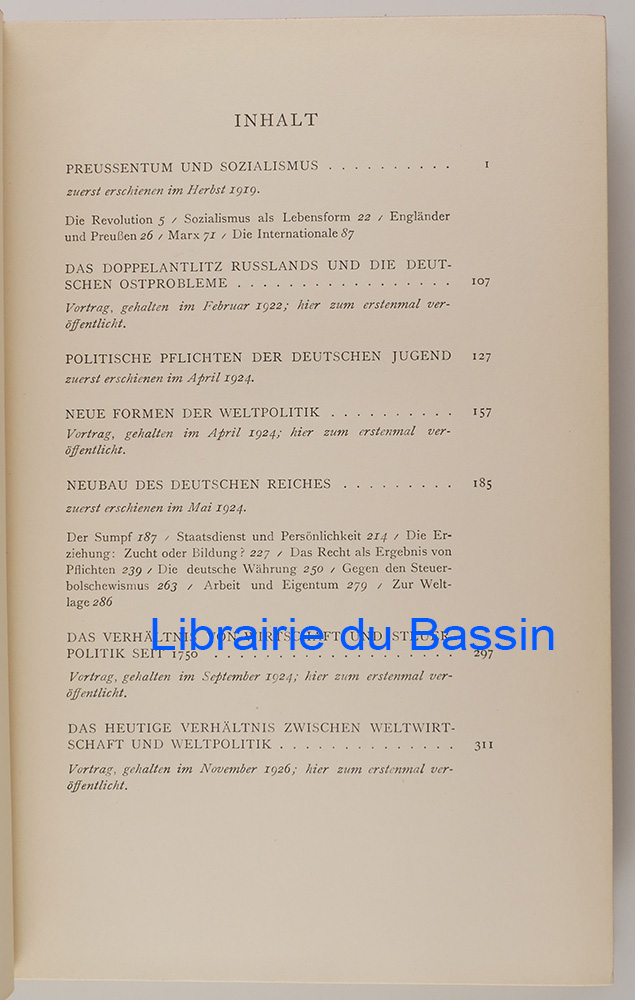 INHALT
PREUSSENTUM UND SOZIALISMUS . . . . . . . . . . 1
zuerst erschienen im Herbst 1919.
Die Revolution 5 / Sozialismus als Lebensform 22 / Engländer
und Preußen 26 / Marx 71 / Die Internationale 87
DAS DOPPELANTLITZ RUSSLANDS UND DIE DEUT-
SCHEN OSTPROBLEME . . . . . . . . . . . . . . . . . 107
Vortrag, gehalten im Februar 1922; hier zum erstenmal ver-
öffentlicht.
POLITISCHE PFLICHTEN DER DEUTSCHEN JUGEND 127
zuerst erschienen im April 1924.
NEUE FORMEN DER WELTPOLITIK . . . . . . . . . . 157
Vortrag, gehalten im April 1924; hier zum erstenmal ver-
öffentlicht.
NEUBAU DES DEUTSCHEN REICHES . . . . . . . . . 185
zuerst erschienen im Mai 1924.
Der Sumpf 187 / Staatsdienst und Persönlichkeit 214 / Die Er-
ziehung: Zucht oder Bildung? 227 / Das Recht als Ergebnis von
Pflichten 239 / Die deutsche Währung 250 / Gegen den Steuer-
bolschewismus 263 / Arbeit und Eigentum 279 / Zur Welt-
lage 286
DAS VERHÄLTNIS VON WIRTSCHAFT UND STEUER-
Librairie du Bassin
POLITIK SEIT 1750 . . . . . . . . . . . . . . . . . . . 297
Vortrag, gehalten im September 1924; hier zum erstenmal ver-
öffentlicht.
DAS HEUTIGE VERHÄLTNIS ZWISCHEN WELTWIRT-
SCHAFT UND WELTPOLITIK . . . . . . . . . . . . . . 311
Vortrag, gehalten im November 1926; hier zum erstenmal ver-
öffentlicht.